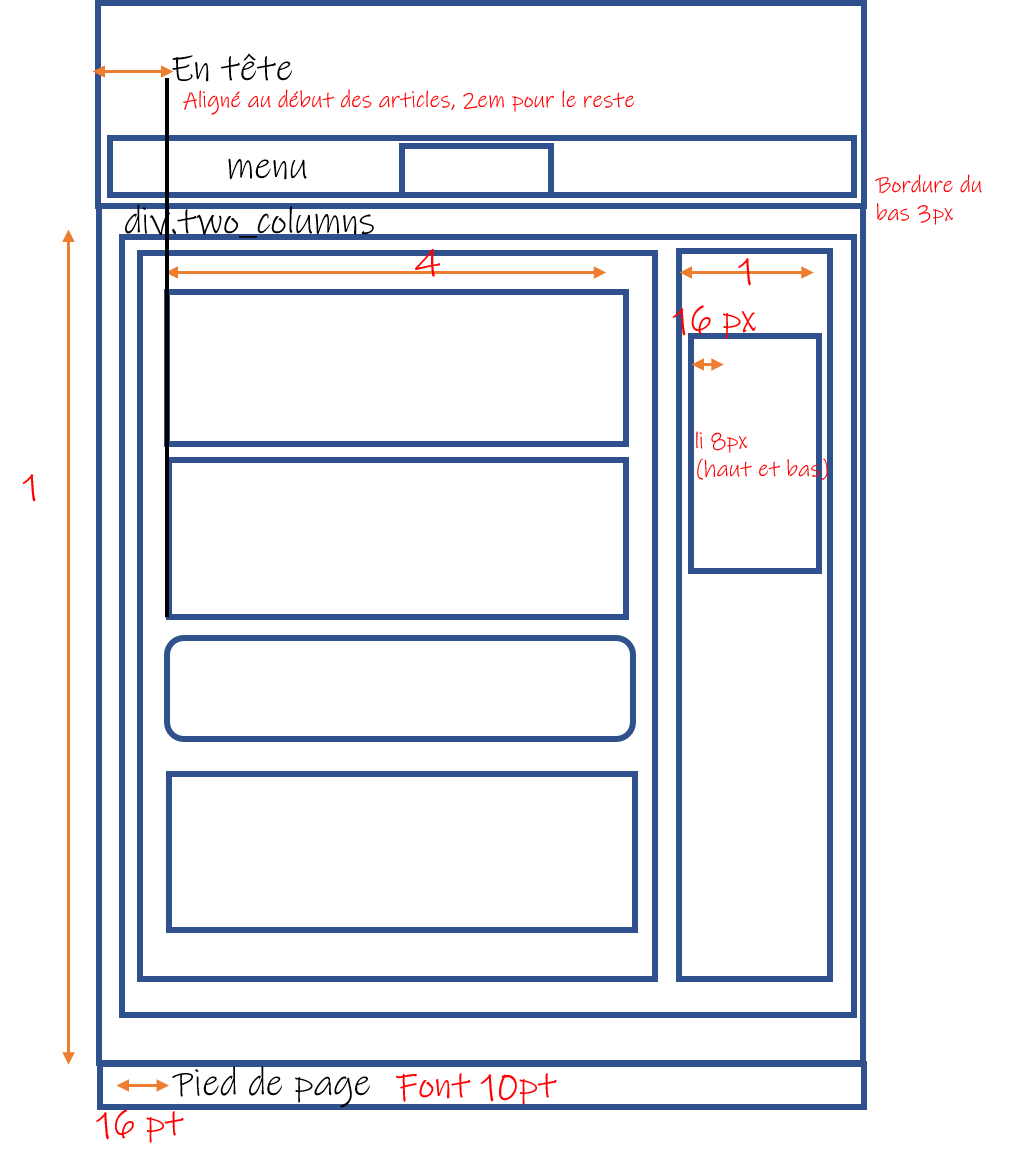 En tête
Aligné au début des articles, 2em pour le reste
menu
Bordure du
bas 3px
div.two_columns
4
1
16 px
li 8px
(haut et bas)
1
Pied de page
Font 10pt
16 pt